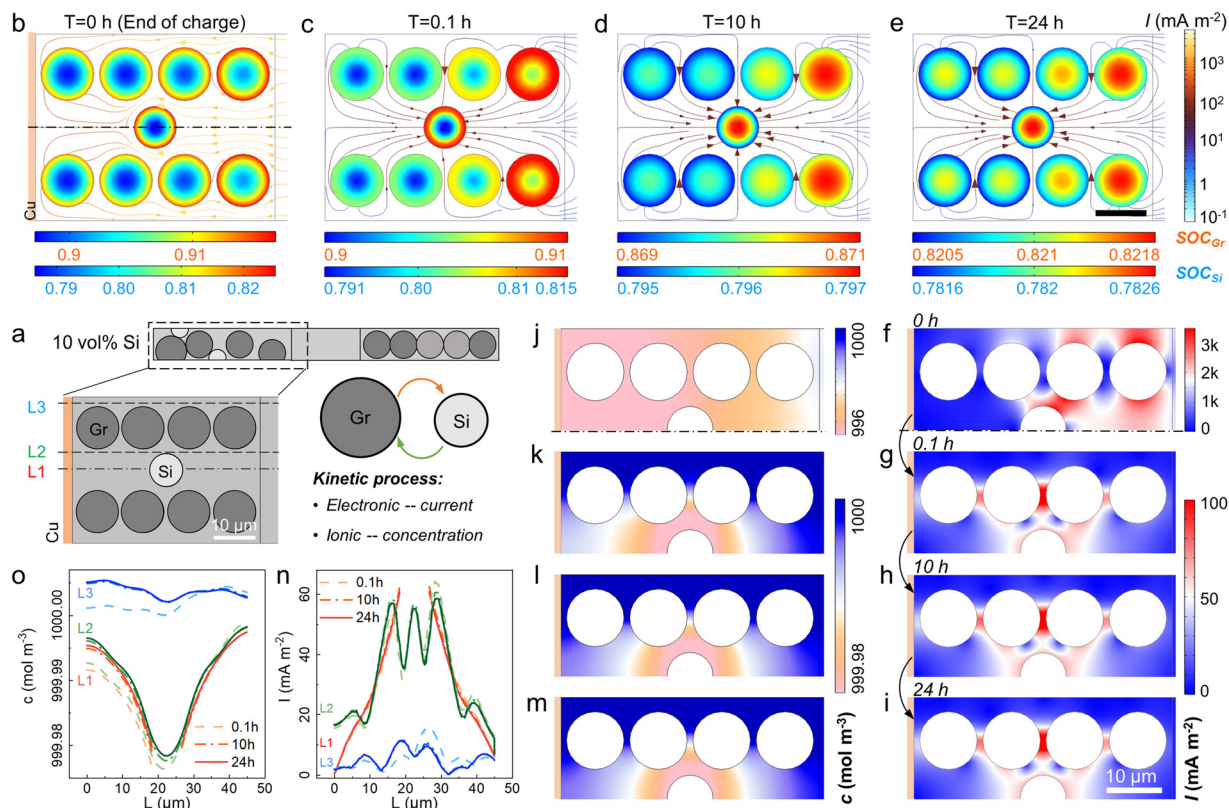 b T=0 h (End of charge)
c T=0.1 h
d T=10 h
e T=24 h
I (mA m⁻²)
10³
10²
10¹
1
10⁻¹
Cu
0.9 0.91
0.79 0.80 0.81 0.82
0.9 0.91
0.791 0.80 0.81 0.815
0.869 0.871
0.795 0.796 0.797
0.8205 0.821 0.8218
0.7816 0.782 0.7826
SOC_Gr
SOC_Si
a
10 vol% Si
L3
L2
L1
Gr
Si
Cu
10 μm
Gr
Si
Kinetic process:
• Electronic -- current
• Ionic -- concentration
j
1000
996
k
l
m
1000
999.98
c (mol m⁻³)
0 h
f
3k
2k
1k
0
0.1 h
g
10 h
h
24 h
i
100
50
0
I (mA m⁻²)
10 μm
o
c (mol m⁻³)
1000.00
999.99
999.98
L3
L2
L1
0.1h
10h
24h
0 10 20 30 40 50
L (μm)
n
I (mA m⁻²)
60
40
20
0
0.1h
10h
24h
L2
L1
L3
0 10 20 30 40 50
L (μm)